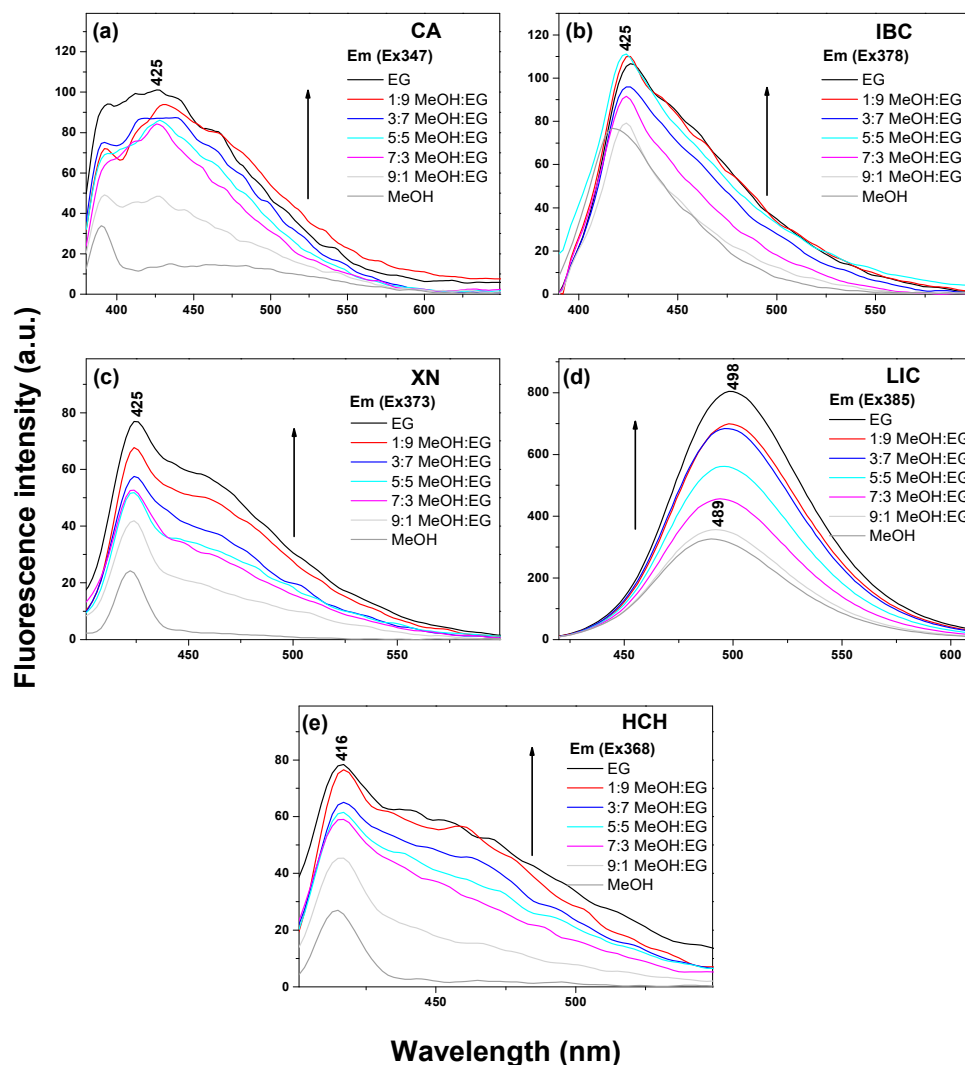 Fluorescence intensity (a.u.)
(a)
CA
Em (Ex347)
EG
1:9 MeOH:EG
3:7 MeOH:EG
5:5 MeOH:EG
7:3 MeOH:EG
9:1 MeOH:EG
MeOH
425
120
100
80
60
40
20
0
400 450 500 550 600
(b)
IBC
Em (Ex378)
EG
1:9 MeOH:EG
3:7 MeOH:EG
5:5 MeOH:EG
7:3 MeOH:EG
9:1 MeOH:EG
MeOH
425
120
100
80
60
40
20
0
400 450 500 550
(c)
XN
Em (Ex373)
EG
1:9 MeOH:EG
3:7 MeOH:EG
5:5 MeOH:EG
7:3 MeOH:EG
9:1 MeOH:EG
MeOH
425
80
60
40
20
0
450 500 550
(d)
LIC
Em (Ex385)
EG
1:9 MeOH:EG
3:7 MeOH:EG
5:5 MeOH:EG
7:3 MeOH:EG
9:1 MeOH:EG
MeOH
498
489
800
600
400
200
0
450 500 550 600
(e)
HCH
Em (Ex368)
EG
1:9 MeOH:EG
3:7 MeOH:EG
5:5 MeOH:EG
7:3 MeOH:EG
9:1 MeOH:EG
MeOH
416
80
60
40
20
0
450 500
Wavelength (nm)